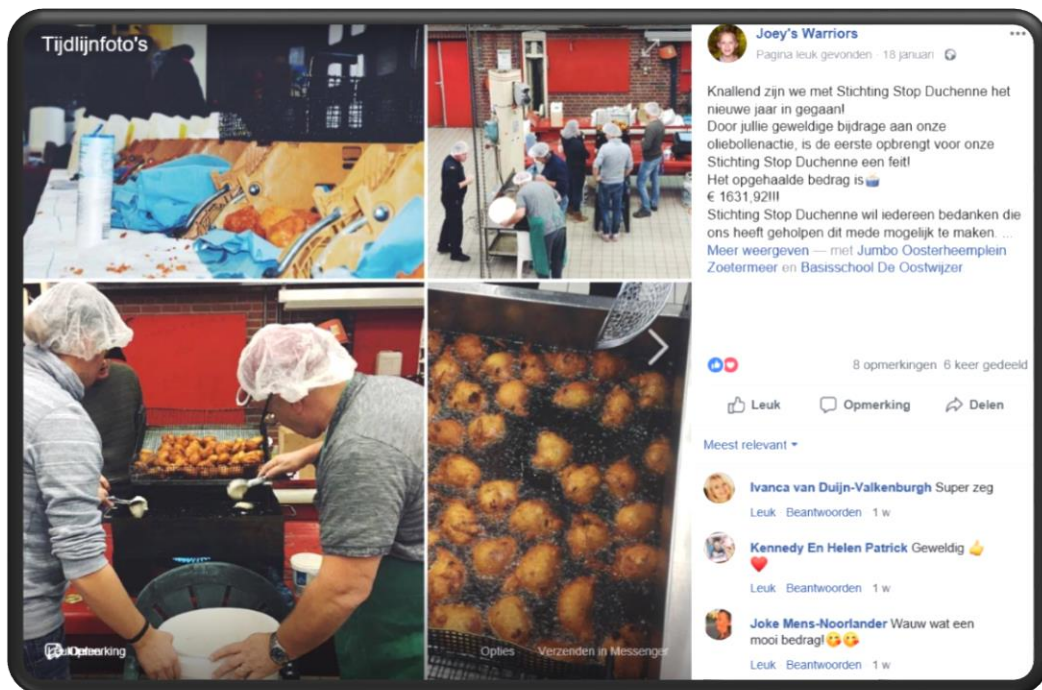 Tijdlijnfoto's
Joey's Warriors
Pagina leuk gevonden · 18 januari
Knallend zijn we met Stichting Stop Duchenne het
nieuwe jaar in gegaan!
Door jullie geweldige bijdrage aan onze
oliebollenactie, is de eerste opbrengt voor onze
Stichting Stop Duchenne een feit!
Het opgehaalde bedrag is
€ 1631,92!!!
Stichting Stop Duchenne wil iedereen bedanken die
ons heeft geholpen dit mede mogelijk te maken. ...
Meer weergeven — met Jumbo Oosterheemplein
Zoetermeer en Basisschool De Oostwijzer
8 opmerkingen 6 keer gedeeld
Leuk Opmerking Delen
Meest relevant
Ivanca van Duijn-Valkenburgh Super zeg
Leuk · Beantwoorden · 1 w
Kennedy En Helen Patrick Geweldig 👍
❤️
Leuk · Beantwoorden · 1 w
Joke Mens-Noorlander Wauw wat een
mooi bedrag!😋😋
Leuk · Beantwoorden · 1 w
Opties Verzenden in Messenger